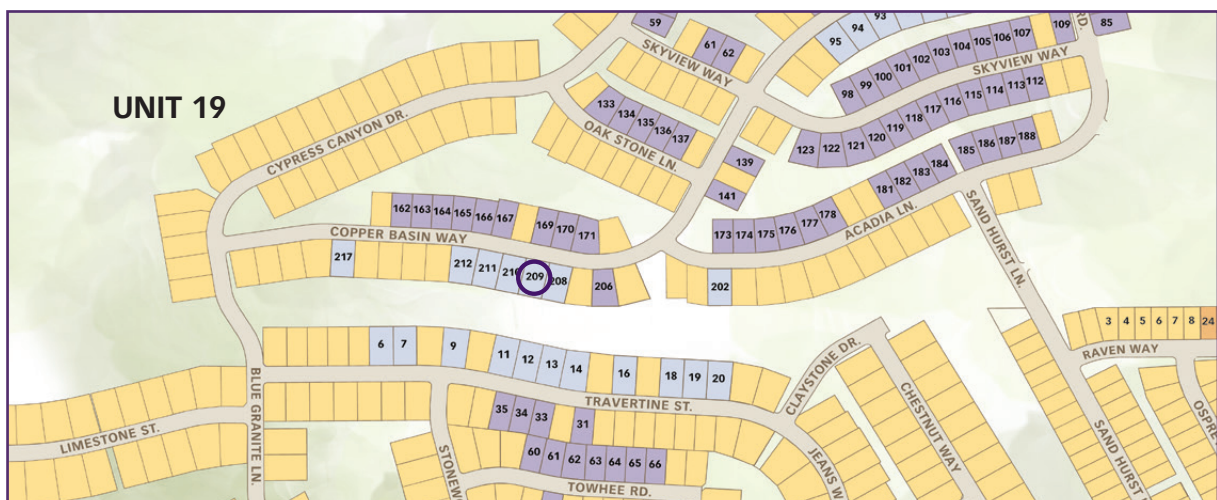 59
SKYVIEW WAY
61 62
93
94
95
RD.
109
85
98 99 100 101 102 103 104 105 106 107
SKYVIEW WAY
UNIT 19
CYPRESS CANYON DR.
133 134 135 136 137
OAK STONE LN.
123 122 121 120 119 118 117 116 115 114 113 112
139
141
185 186 187 188
181 182 183 184
173 174 175 176 177 178
ACADIA LN.
SAND HURST LN.
162 163 164 165 166 167 169 170 171
COPPER BASIN WAY
217
212 211 210 209 208
206
202
3 4 5 6 7 8 24
RAVEN WAY
6 7 9 11 12 13 14 16 18 19 20
TRAVERTINE ST.
CLAYSTONE DR.
CHESTNUT WAY
BLUE GRANITE LN.
LIMESTONE ST.
35 34 33 31
60 61 62 63 64 65 66
TOWHEE RD.
STONEW
JEANS W
SAND HURST
OSPRE